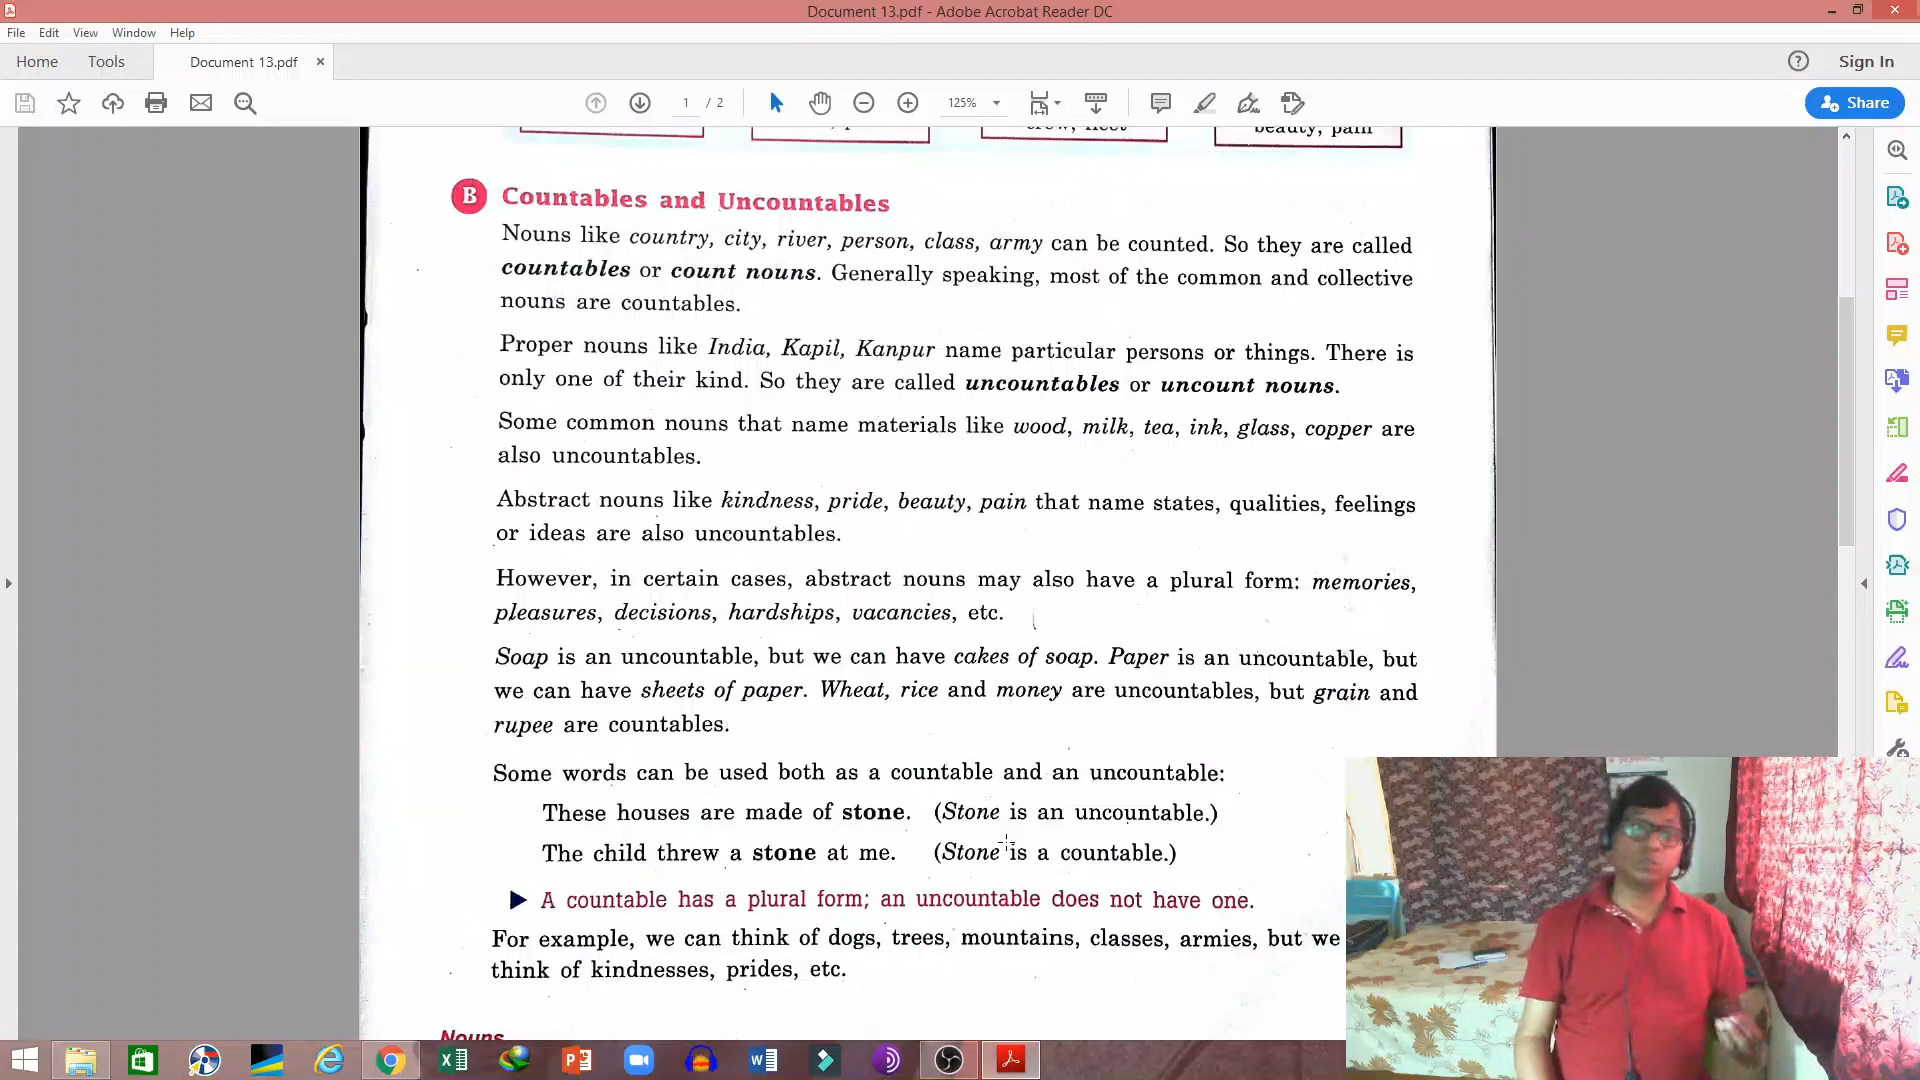 Document 13.pdf - Adobe Acrobat Reader DC
File Edit View Window Help
Home Tools Document 13.pdf × Sign In
1 / 2 125% Share
beauty, pain
B Countables and Uncountables
Nouns like country, city, river, person, class, army can be counted. So they are called
countables or count nouns. Generally speaking, most of the common and collective
nouns are countables.
Proper nouns like India, Kapil, Kanpur name particular persons or things. There is
only one of their kind. So they are called uncountables or uncount nouns.
Some common nouns that name materials like wood, milk, tea, ink, glass, copper are
also uncountables.
Abstract nouns like kindness, pride, beauty, pain that name states, qualities, feelings
or ideas are also uncountables.
However, in certain cases, abstract nouns may also have a plural form: memories,
pleasures, decisions, hardships, vacancies, etc.
Soap is an uncountable, but we can have cakes of soap. Paper is an uncountable, but
we can have sheets of paper. Wheat, rice and money are uncountables, but grain and
rupee are countables.
Some words can be used both as a countable and an uncountable:
These houses are made of stone. (Stone is an uncountable.)
The child threw a stone at me. (Stone is a countable.)
A countable has a plural form; an uncountable does not have one.
For example, we can think of dogs, trees, mountains, classes, armies, but we
think of kindnesses, prides, etc.
Nouns